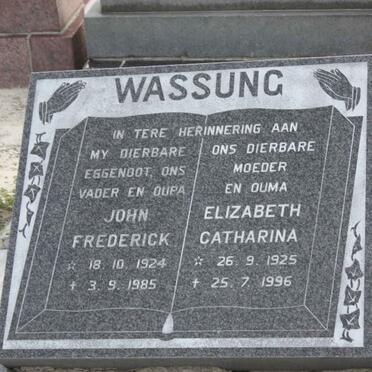 WASSUNG
IN TERE HERINNERING AAN
MY DIERBARE
EGGENOOT, ONS
VADER EN OUPA
JOHN
FREDERICK
☆ 18.10.1924
✝ 3.9.1985
ONS DIERBARE
MOEDER
EN OUMA
ELIZABETH
CATHARINA
☆ 26.9.1925
✝ 25.7.1996